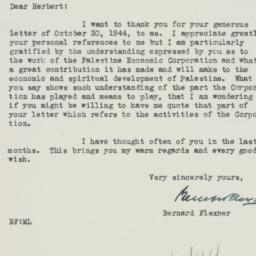 Dear Herbert:
I want to thank you for your generous
letter of October 30, 1944, to me. I appreciate greatl
your personal references to me but I am particularly
gratified by the understanding expressed by you as to
the work of the Palestine Economic Corporation and what
a great contribution it has made and will make to the
economic and spiritual development of Palestine. What
you say shows such understanding of the part the Corpor
tion has played and means to play, that I am wondering
if you might be willing to have me quote that part of
your letter which refers to the activities of the Corpo
tion.
I have thought often of you in the last
months. This brings you my warm regards and every good
wish.
Very sincerely yours,
Bernard Flexner
BF:ML